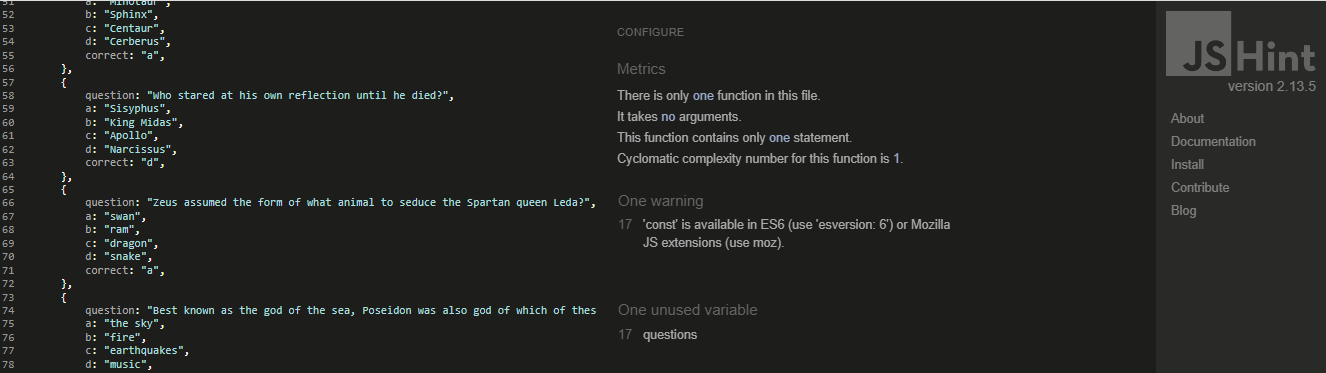 51 a: "Minotaur",
52 b: "Sphinx",
53 c: "Centaur",
54 d: "Cerberus",
55 correct: "a",
56 },
57 {
58 question: "Who stared at his own reflection until he died?",
59 a: "Sisyphus",
60 b: "King Midas",
61 c: "Apollo",
62 d: "Narcissus",
63 correct: "d",
64 },
65 {
66 question: "Zeus assumed the form of what animal to seduce the Spartan queen Leda?",
67 a: "swan",
68 b: "ram",
69 c: "dragon",
70 d: "snake",
71 correct: "a",
72 },
73 {
74 question: "Best known as the god of the sea, Poseidon was also god of which of thes
75 a: "the sky",
76 b: "fire",
77 c: "earthquakes",
78 d: "music",
CONFIGURE
Metrics
There is only one function in this file.
It takes no arguments.
This function contains only one statement.
Cyclomatic complexity number for this function is 1.
One warning
17 'const' is available in ES6 (use 'esversion: 6') or Mozilla
JS extensions (use moz).
One unused variable
17 questions
JSHint
version 2.13.5
About
Documentation
Install
Contribute
Blog